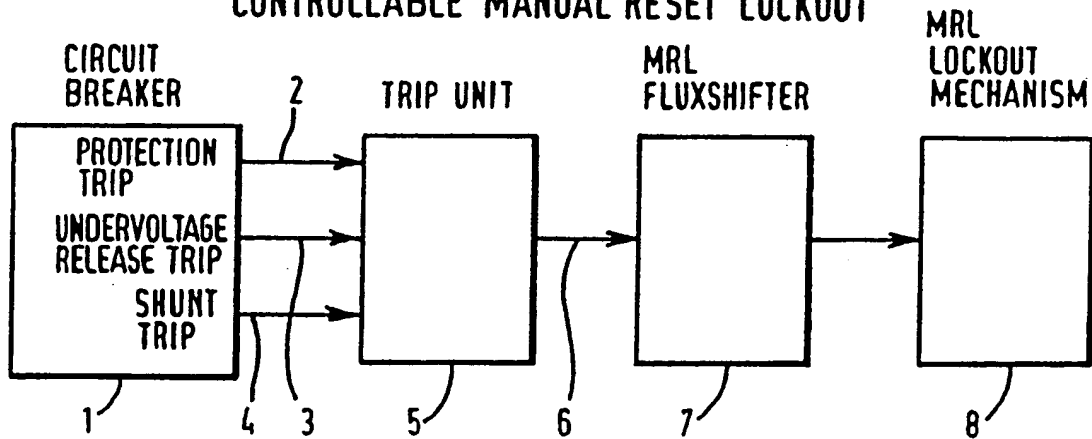 CONTROLLABLE MANUAL RESET LOCKOUT
CIRCUIT
BREAKER
2
TRIP UNIT
MRL
FLUXSHIFTER
MRL
LOCKOUT
MECHANISM
PROTECTION
TRIP
UNDERVOLTAGE
RELEASE TRIP
SHUNT
TRIP
1
4
3
5
6
7
8